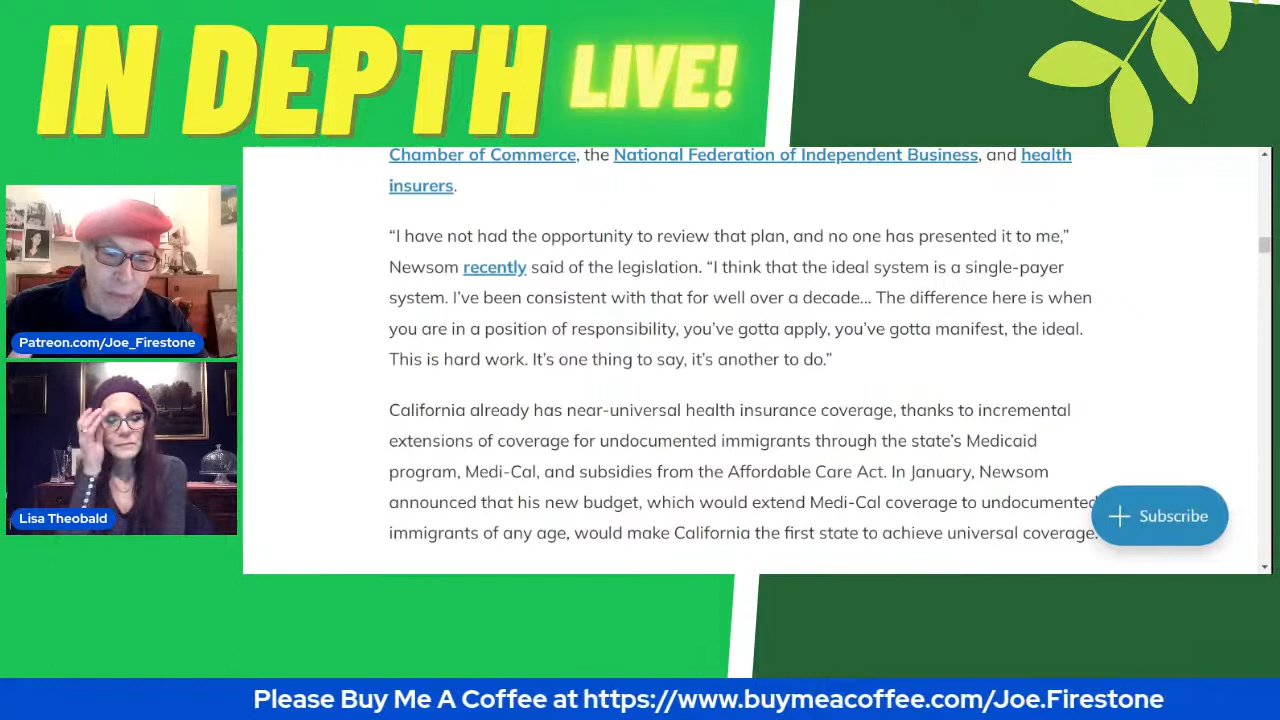 IN DEPTH LIVE!
Chamber of Commerce, the National Federation of Independent Business, and health
insurers.
“I have not had the opportunity to review that plan, and no one has presented it to me,”
Newsom recently said of the legislation. “I think that the ideal system is a single-payer
system. I’ve been consistent with that for well over a decade… The difference here is when
you are in a position of responsibility, you’ve gotta apply, you’ve gotta manifest, the ideal.
This is hard work. It’s one thing to say, it’s another to do.”
California already has near-universal health insurance coverage, thanks to incremental
extensions of coverage for undocumented immigrants through the state’s Medicaid
program, Medi-Cal, and subsidies from the Affordable Care Act. In January, Newsom
announced that his new budget, which would extend Medi-Cal coverage to undocumented
immigrants of any age, would make California the first state to achieve universal coverage.
Subscribe
Patreon.com/Joe_Firestone
Lisa Theobald
Please Buy Me A Coffee at https://www.buymeacoffee.com/Joe.Firestone